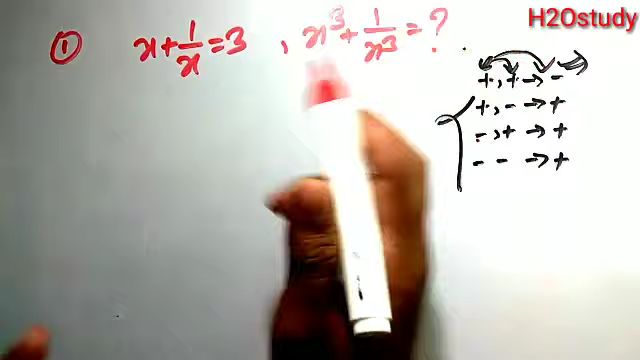 H2Ostudy
① x + 1/x = 3 , x³ + 1/x³ = ?
+, + → -
+, - → +
-, + → +
- - → +